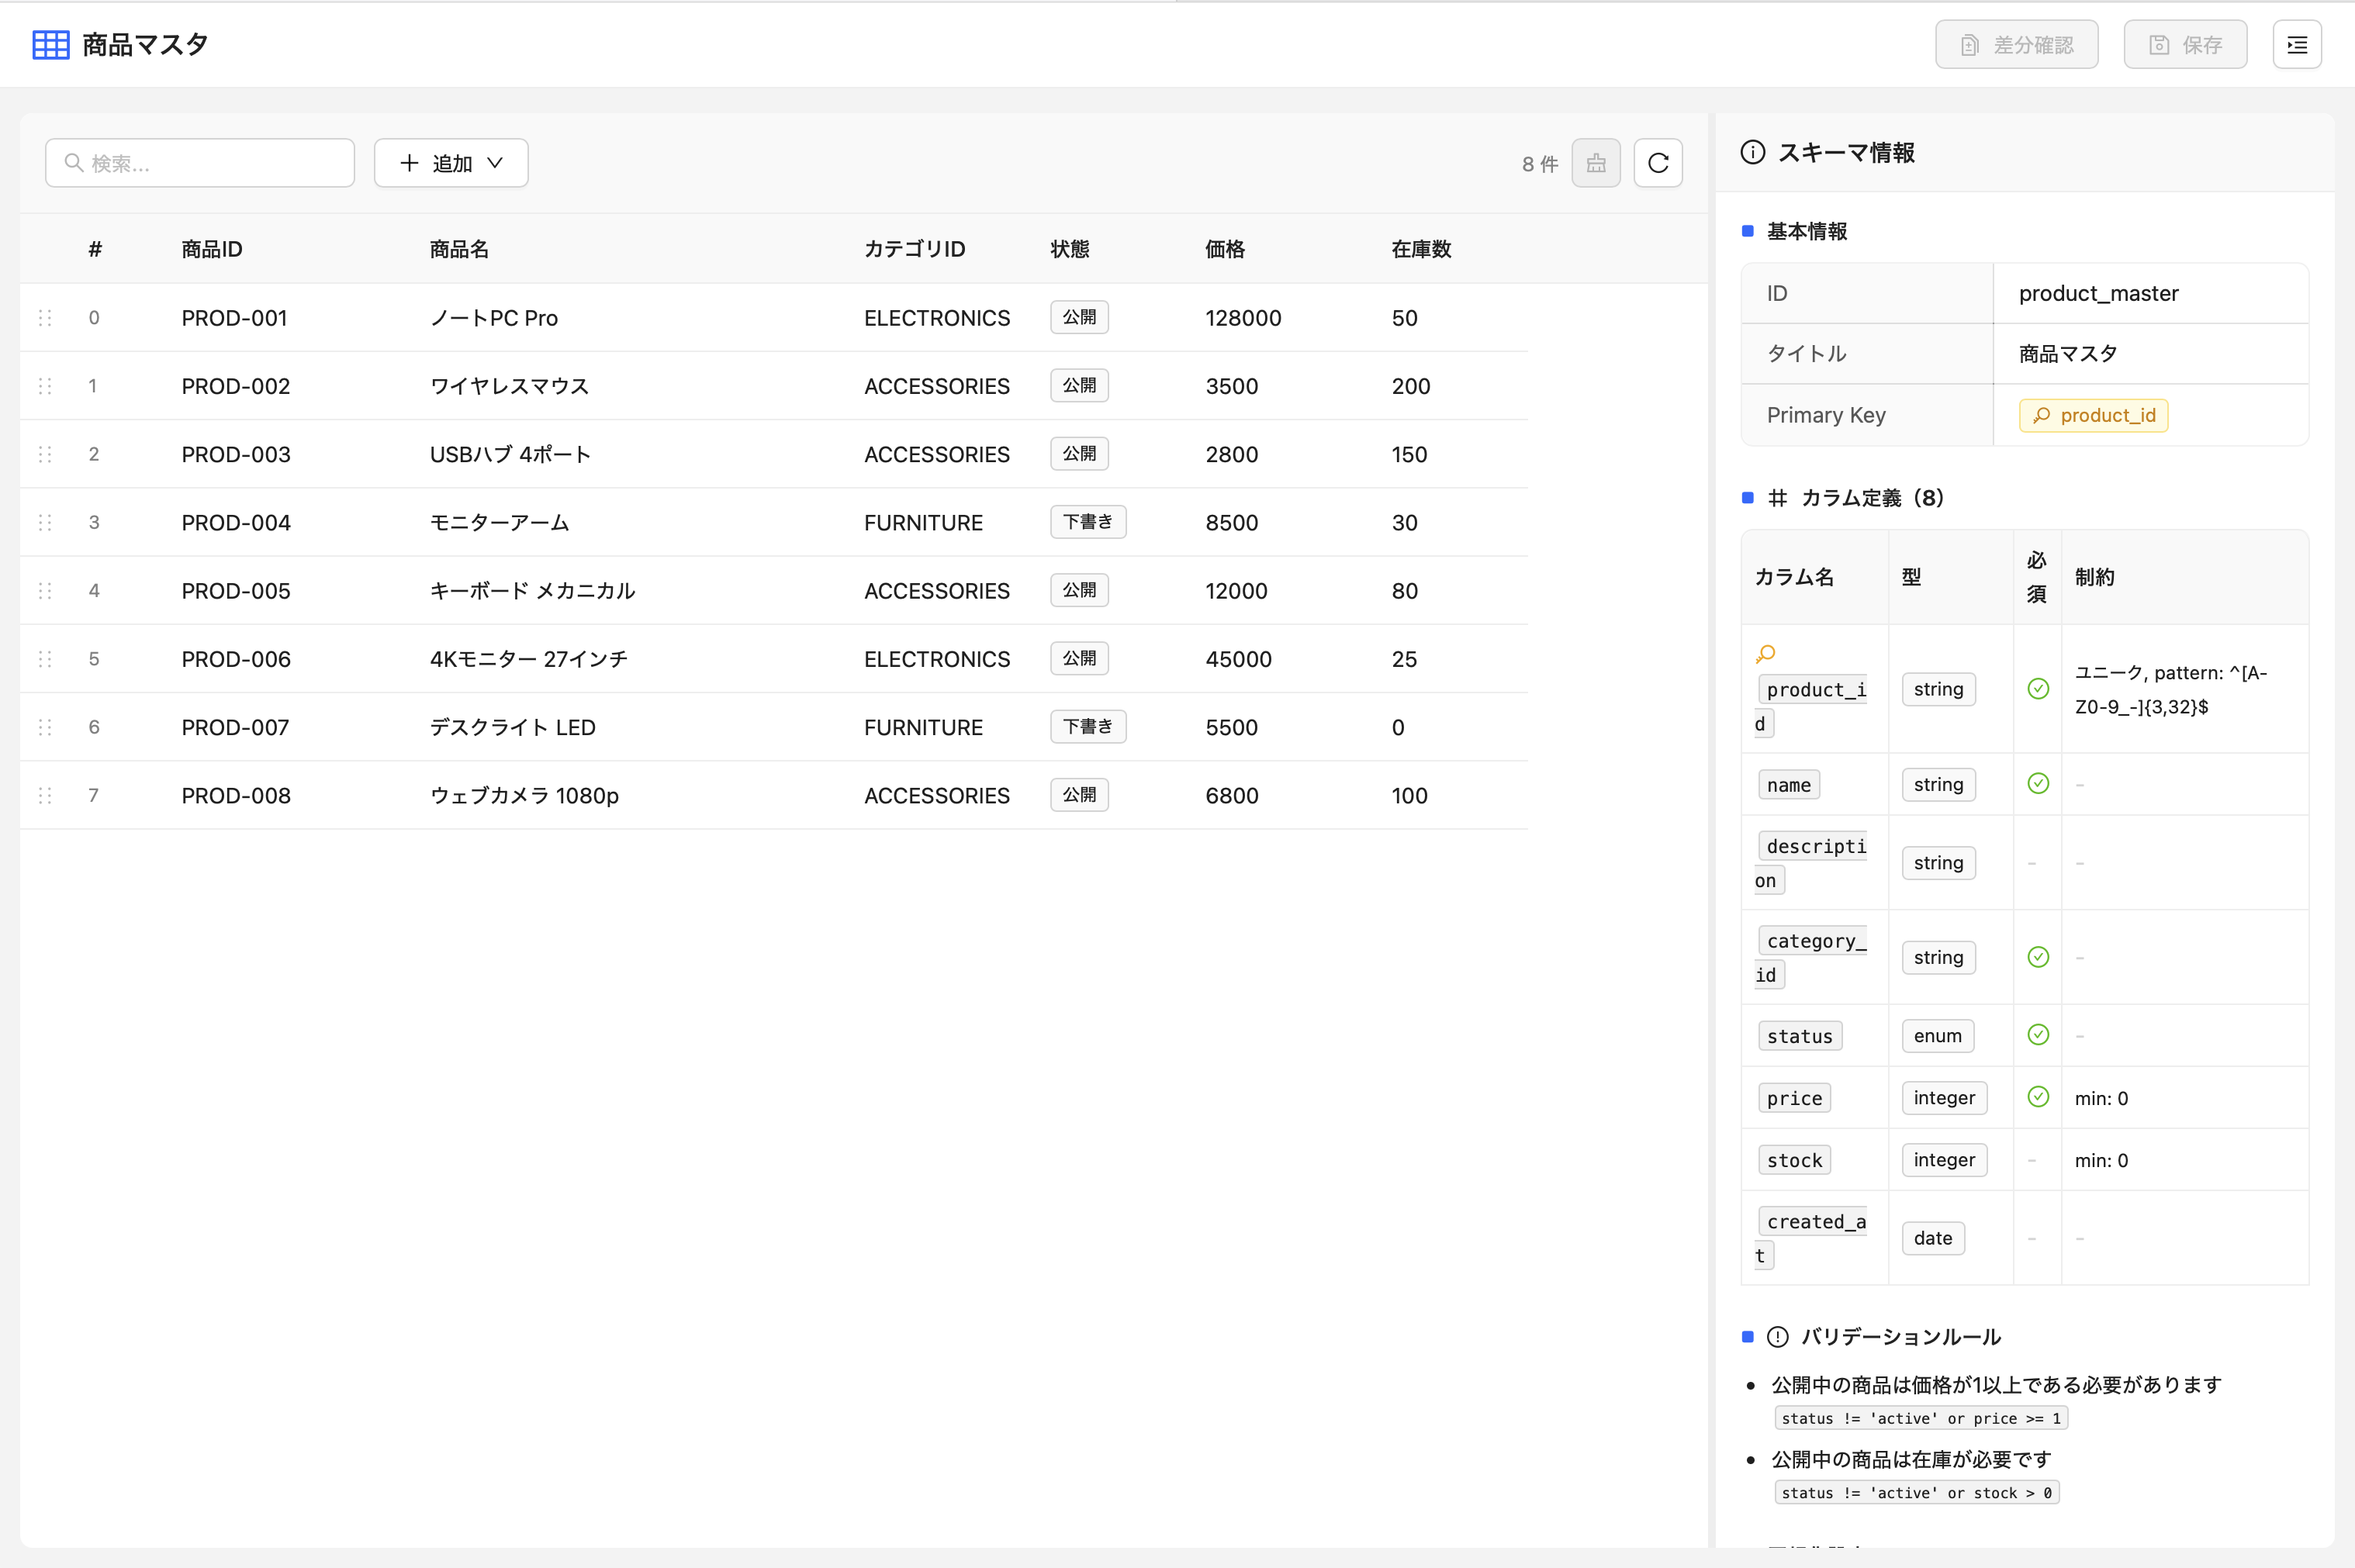 商品マスタ
差分確認
保存
検索...
追加
8 件
# 商品ID 商品名 カテゴリID 状態 価格 在庫数
0 PROD-001 ノートPC Pro ELECTRONICS 公開 128000 50
1 PROD-002 ワイヤレスマウス ACCESSORIES 公開 3500 200
2 PROD-003 USBハブ 4ポート ACCESSORIES 公開 2800 150
3 PROD-004 モニターアーム FURNITURE 下書き 8500 30
4 PROD-005 キーボード メカニカル ACCESSORIES 公開 12000 80
5 PROD-006 4Kモニター 27インチ ELECTRONICS 公開 45000 25
6 PROD-007 デスクライト LED FURNITURE 下書き 5500 0
7 PROD-008 ウェブカメラ 1080p ACCESSORIES 公開 6800 100
スキーマ情報
基本情報
ID product_master
タイトル 商品マスタ
Primary Key product_id
カラム定義（8）
カラム名 型 必
須 制約
product_i
d string ユニーク, pattern: ^[A-
Z0-9_-]{3,32}$
name string -
descripti
on string - -
category_
id string -
status enum -
price integer min: 0
stock integer - min: 0
created_a
t date - -
バリデーションルール
公開中の商品は価格が1以上である必要があります
status != 'active' or price >= 1
公開中の商品は在庫が必要です
status != 'active' or stock > 0